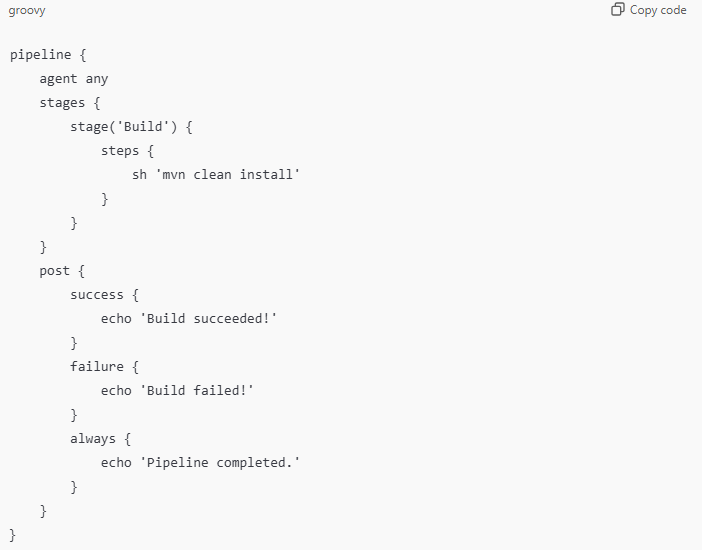 groovy
Copy code
pipeline {
    agent any
    stages {
        stage('Build') {
            steps {
                sh 'mvn clean install'
            }
        }
    }
    post {
        success {
            echo 'Build succeeded!'
        }
        failure {
            echo 'Build failed!'
        }
        always {
            echo 'Pipeline completed.'
        }
    }
}